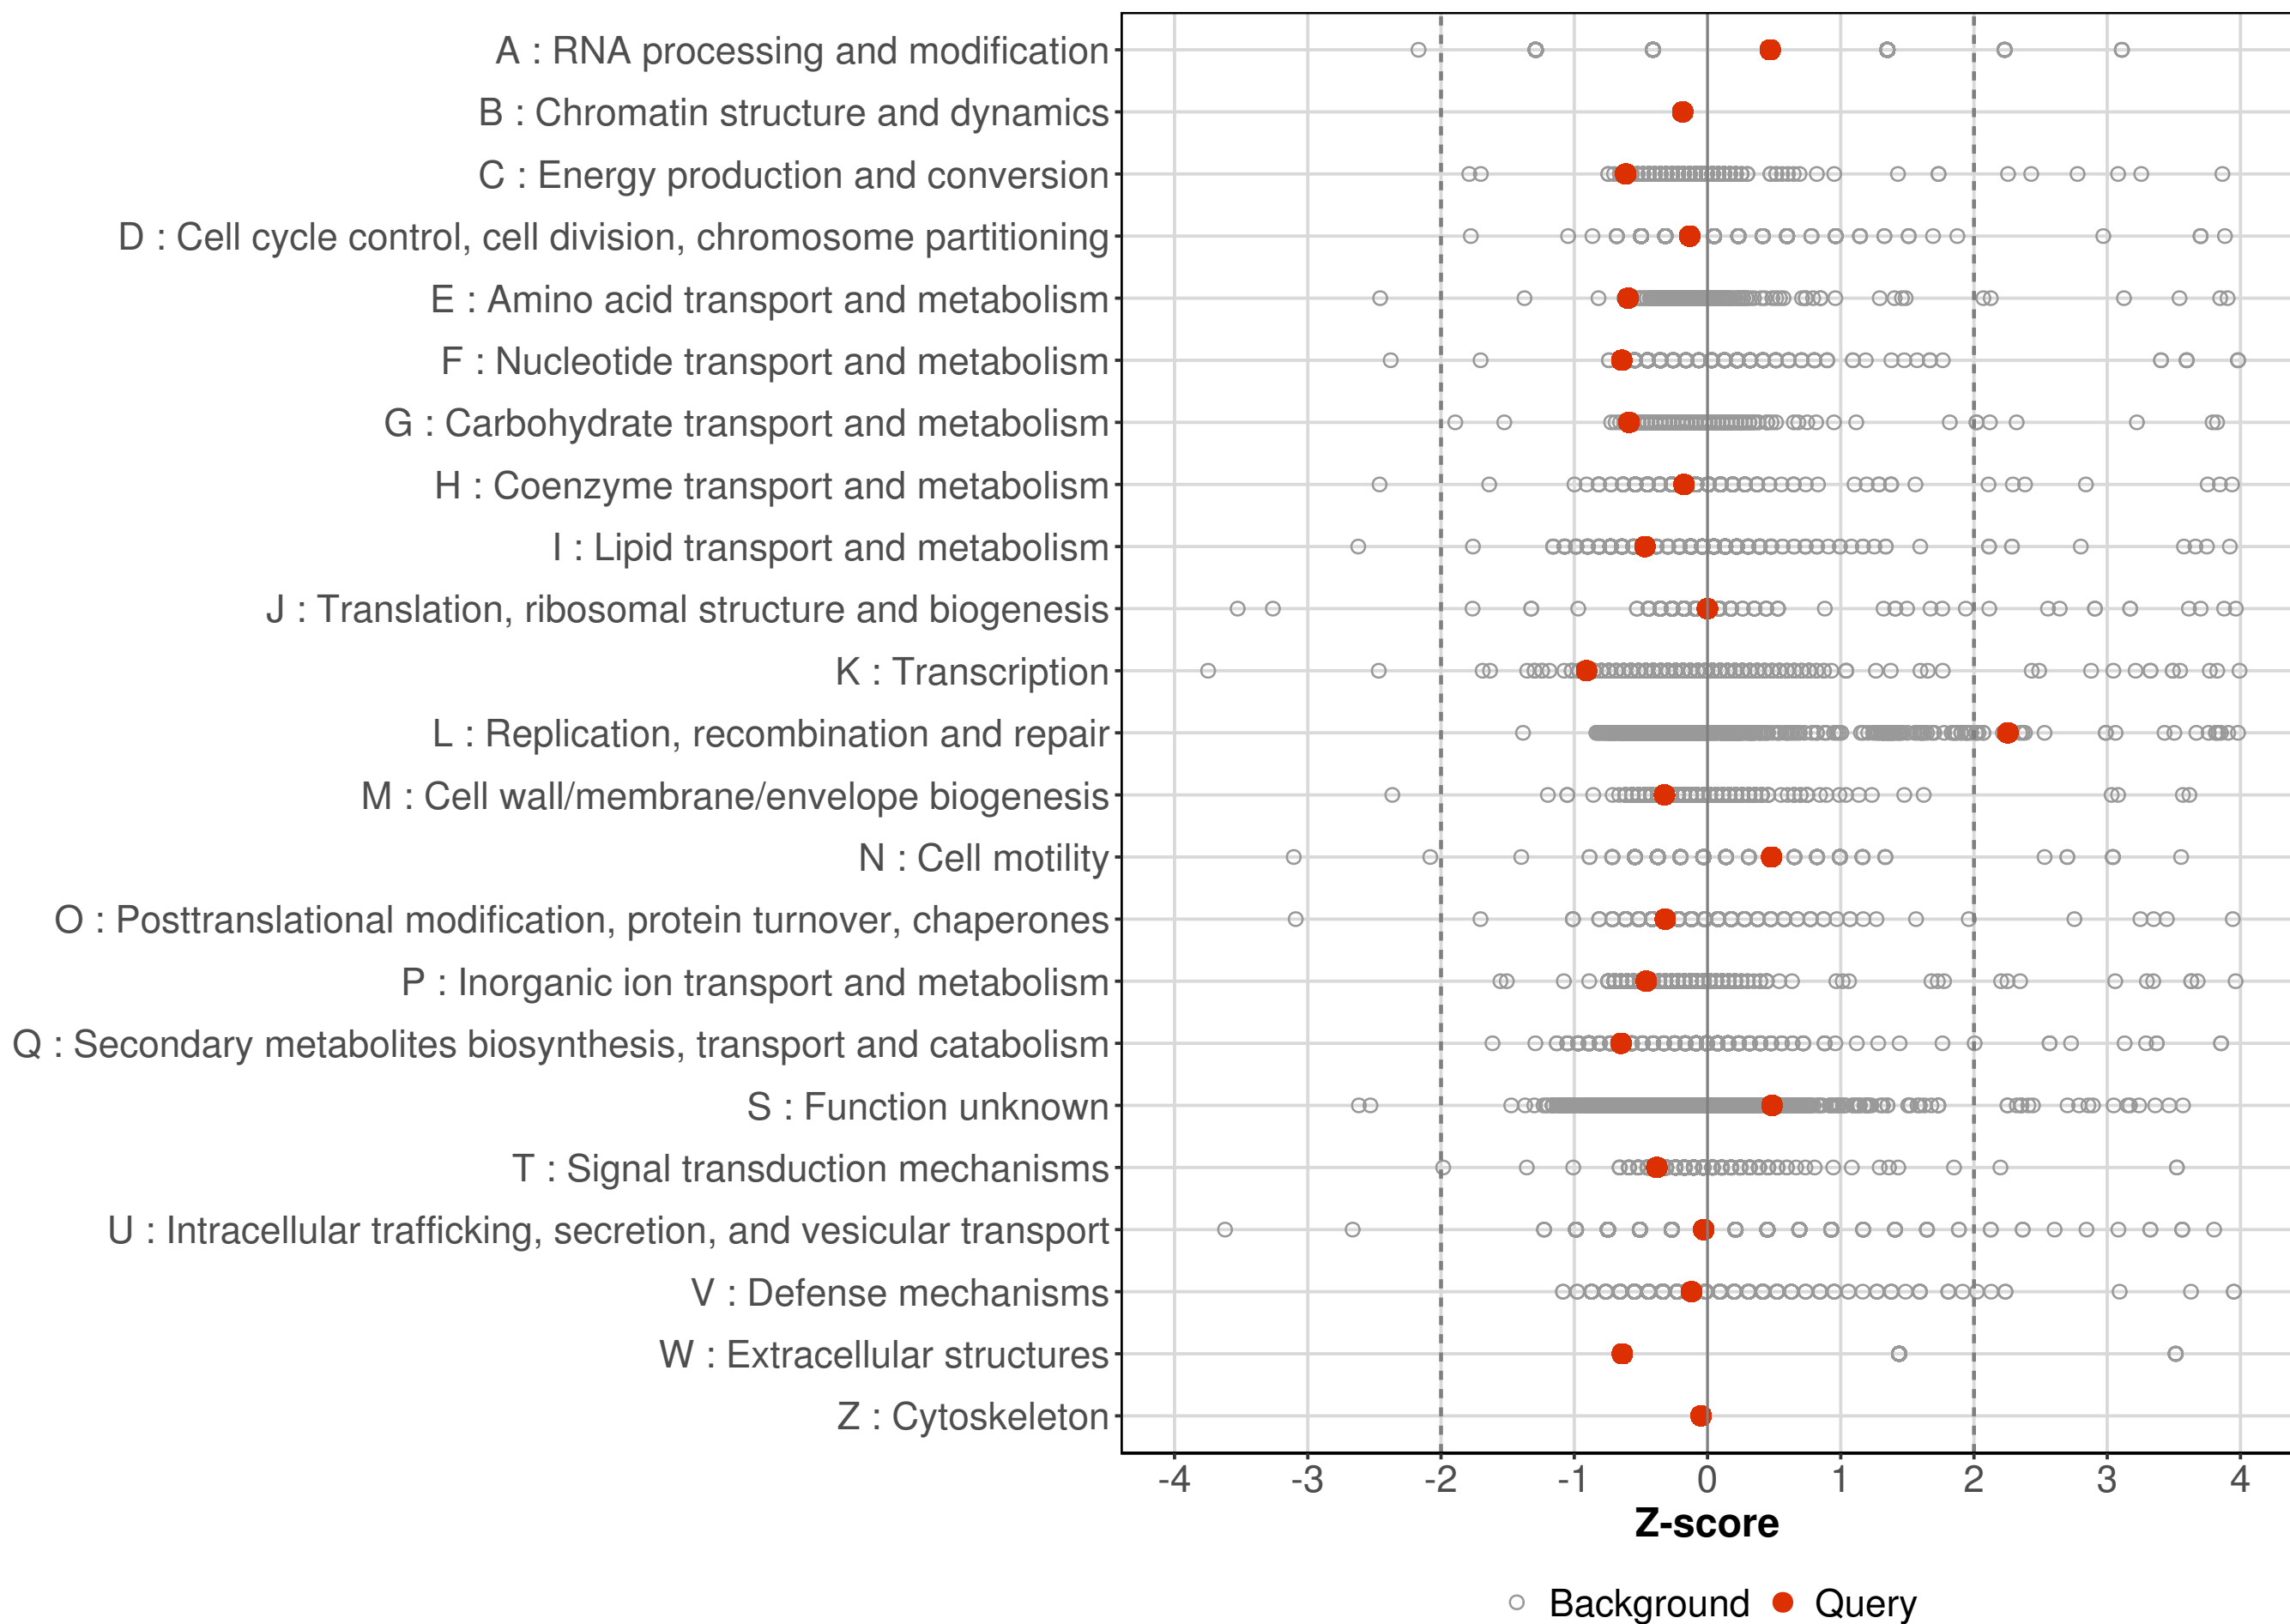 A : RNA processing and modification
B : Chromatin structure and dynamics
C : Energy production and conversion
D : Cell cycle control, cell division, chromosome partitioning
E : Amino acid transport and metabolism
F : Nucleotide transport and metabolism
G : Carbohydrate transport and metabolism
H : Coenzyme transport and metabolism
I : Lipid transport and metabolism
J : Translation, ribosomal structure and biogenesis
K : Transcription
L : Replication, recombination and repair
M : Cell wall/membrane/envelope biogenesis
N : Cell motility
O : Posttranslational modification, protein turnover, chaperones
P : Inorganic ion transport and metabolism
Q : Secondary metabolites biosynthesis, transport and catabolism
S : Function unknown
T : Signal transduction mechanisms
U : Intracellular trafficking, secretion, and vesicular transport
V : Defense mechanisms
W : Extracellular structures
Z : Cytoskeleton
-4 -3 -2 -1 0 1 2 3 4
Z-score
Background Query